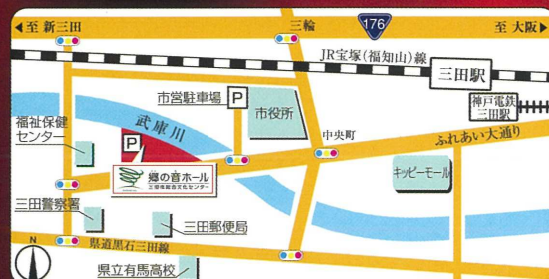 ◀至 新三田
三輪
176
至 大阪▶
JR宝塚(福知山)線
三田駅
神戸電鉄
三田駅
市営駐車場
P
市役所
武庫川
中央町
ふれあい大通り
福祉保健
センター
P
郷の音ホール
三田市総合文化センター
キッピーモール
三田警察署
三田郵便局
県道黒石三田線
県立有馬高校
N